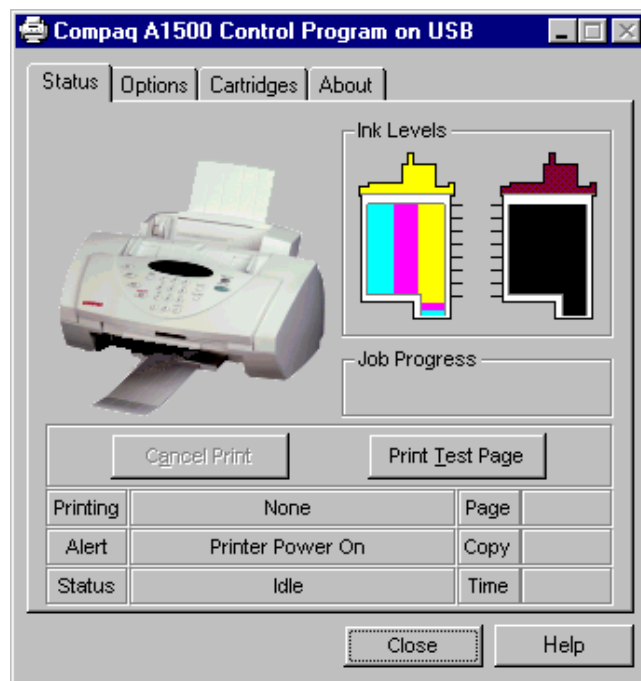 Compaq A1500 Control Program on USB
Status Options Cartridges About
Ink Levels
Job Progress
Cancel Print Print Test Page
Printing None Page
Alert Printer Power On Copy
Status Idle Time
Close Help